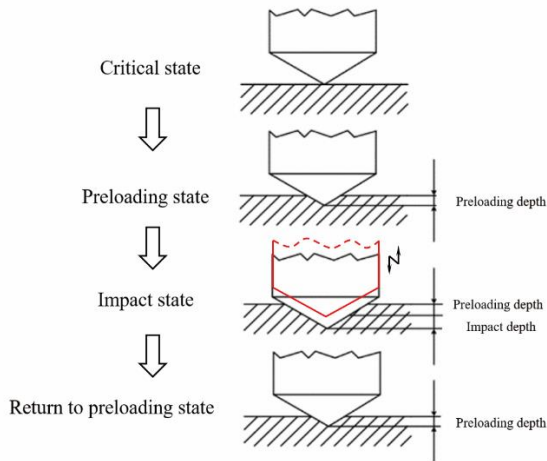 Critical state
Preloading state
Preloading depth
Impact state
Preloading depth
Impact depth
Return to preloading state
Preloading depth